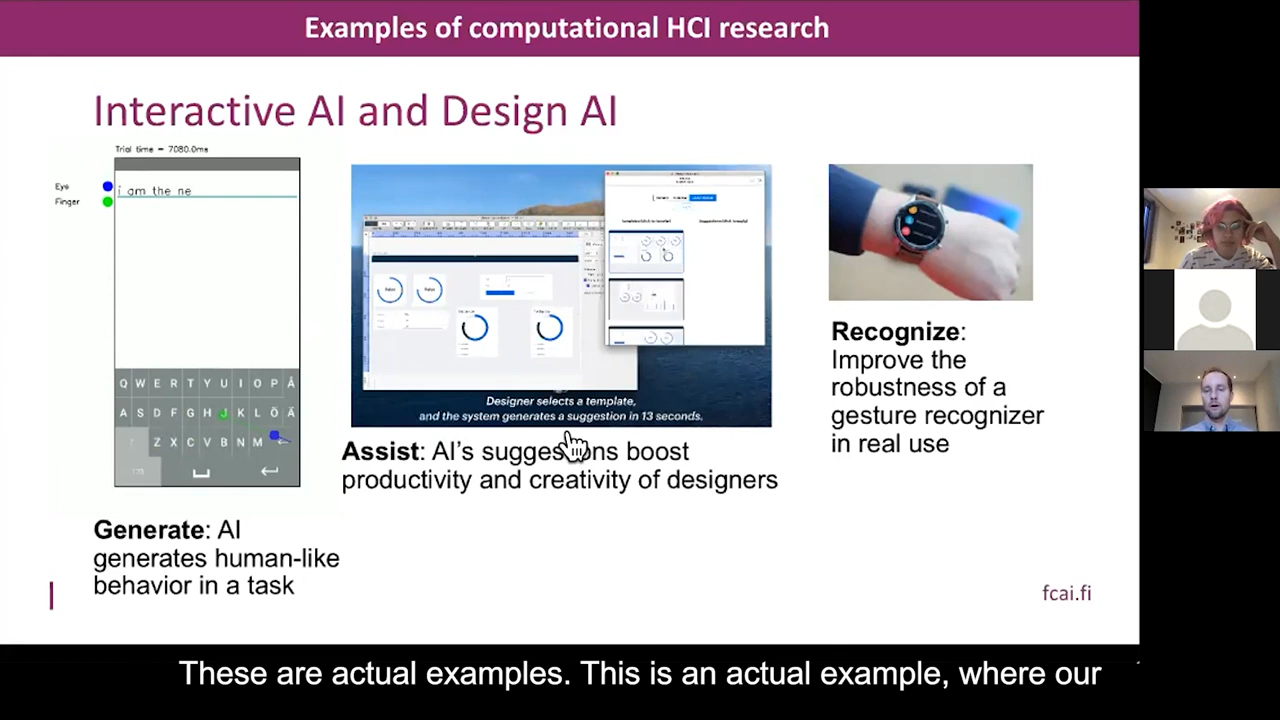 Examples of computational HCI research
Interactive AI and Design AI
Trial time = 7080.0ms
Eye
Finger
i am the ne
Q W E R T Y U I O P Å
A S D F G H J K L Ö Ä
Z X C V B N M
Designer selects a template,
and the system generates a suggestion in 13 seconds.
Generate: AI
generates human-like
behavior in a task
Assist: AI's suggestions boost
productivity and creativity of designers
Recognize:
Improve the
robustness of a
gesture recognizer
in real use
fcai.fi
These are actual examples. This is an actual example, where our